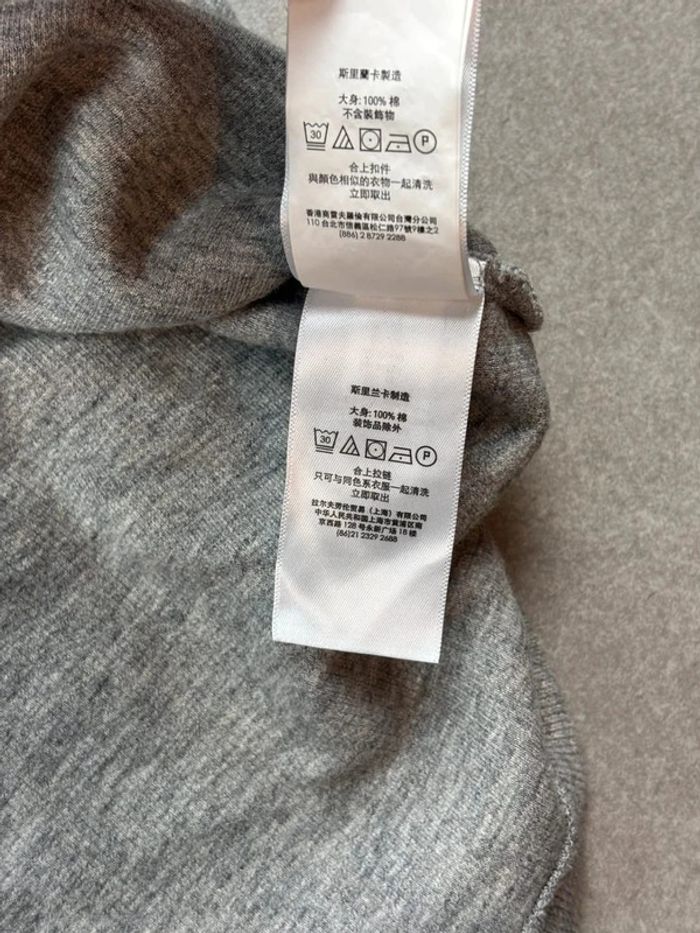 斯里蘭卡製造
大身: 100% 棉
不含裝飾物
30 P
合上扣件
與顏色相似的衣物一起清洗
立即取出
香港商雷夫羅倫有限公司台灣分公司
110 台北市信義區松仁路97號9樓之2
(886) 2 8729 2288
斯里兰卡制造
大身: 100% 棉
装饰品除外
30 P
合上拉链
只可与同色系衣服一起清洗
立即取出
拉尔夫劳伦贸易（上海）有限公司
中华人民共和国上海市黄浦区南
京西路 128 号永新广场 18 楼
(86)21 2329 2688